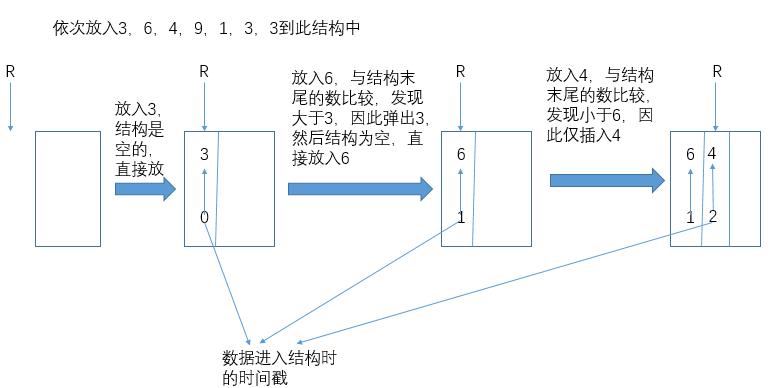 依次放入3，6，4，9，1，3，3到此结构中
R
R
R
R
放入3，
结构是
空的，
直接放
放入6，与结构末
尾的数比较，发现
大于3，因此弹出3，
然后结构为空，直
接放入6
放入4，与结构
末尾的数比较，
发现小于6，因
此仅插入4
3
0
6
1
6 4
1 2
数据进入结构时
的时间戳